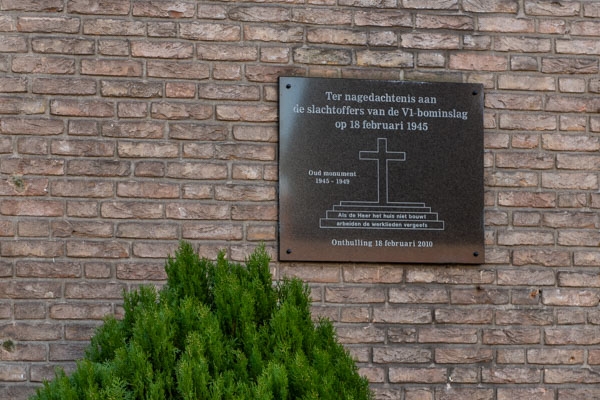 Ter nagedachtenis aan
de slachtoffers van de V1-bominslag
op 18 februari 1945
Oud monument
1945 - 1949
Als de Heer het huis niet bouwt
arbeiden de werklieden vergeefs
Onthulling 18 februari 2010